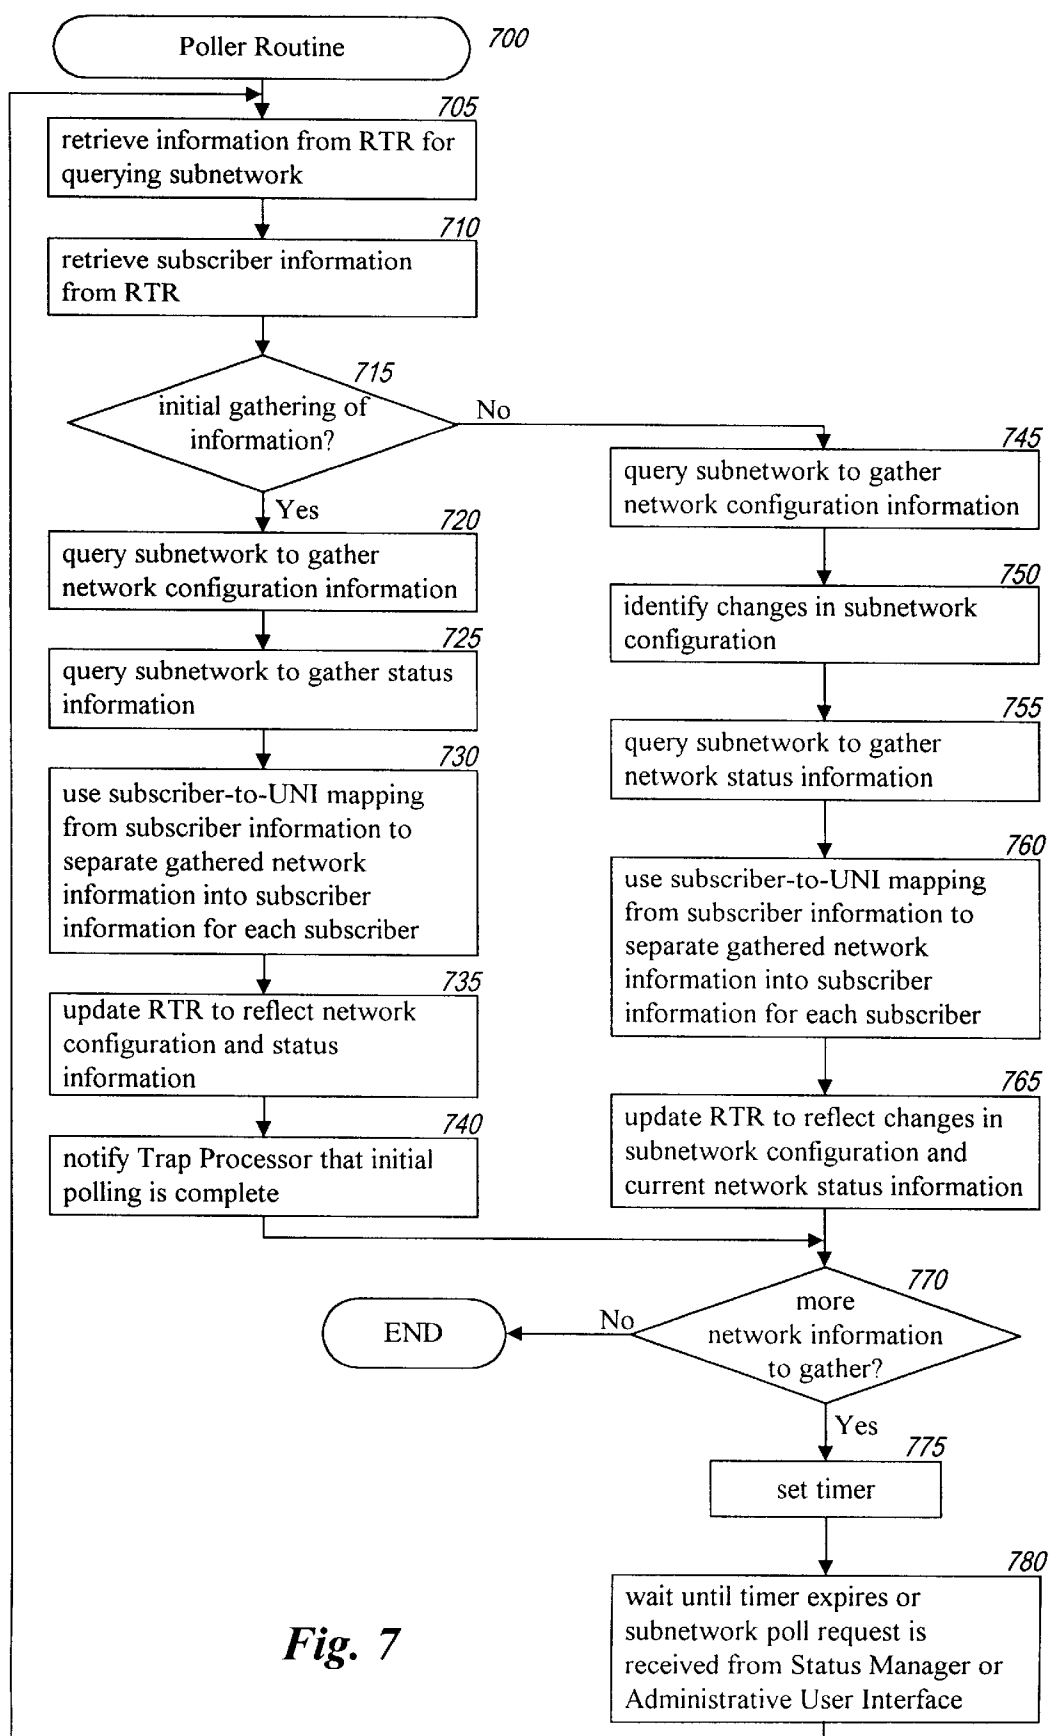 Poller Routine
700
705
retrieve information from RTR for
querying subnetwork
710
retrieve subscriber information
from RTR
715
initial gathering of
information?
No
Yes
720
query subnetwork to gather
network configuration information
725
query subnetwork to gather status
information
730
use subscriber-to-UNI mapping
from subscriber information to
separate gathered network
information into subscriber
information for each subscriber
735
update RTR to reflect network
configuration and status
information
740
notify Trap Processor that initial
polling is complete
745
query subnetwork to gather
network configuration information
750
identify changes in subnetwork
configuration
755
query subnetwork to gather
network status information
760
use subscriber-to-UNI mapping
from subscriber information to
separate gathered network
information into subscriber
information for each subscriber
765
update RTR to reflect changes in
subnetwork configuration and
current network status information
770
more
network information
to gather?
No
END
Yes
775
set timer
780
wait until timer expires or
subnetwork poll request is
received from Status Manager or
Administrative User Interface
Fig. 7